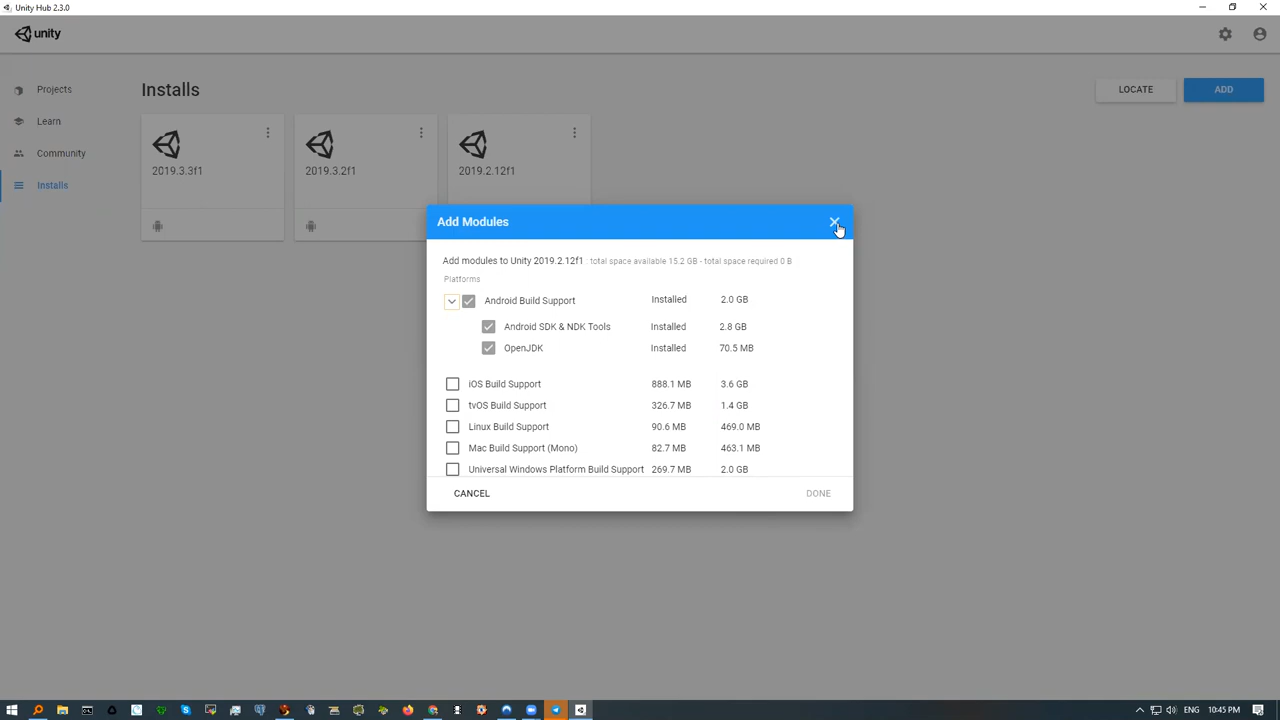 Unity Hub 2.3.0
unity
Projects
Learn
Community
Installs
Installs
LOCATE
ADD
2019.3.3f1
2019.3.2f1
2019.2.12f1
Add Modules
Add modules to Unity 2019.2.12f1 : total space available 15.2 GB - total space required 0 B
Platforms
Android Build Support Installed 2.0 GB
Android SDK & NDK Tools Installed 2.8 GB
OpenJDK Installed 70.5 MB
iOS Build Support 888.1 MB 3.6 GB
tvOS Build Support 326.7 MB 1.4 GB
Linux Build Support 90.6 MB 469.0 MB
Mac Build Support (Mono) 82.7 MB 463.1 MB
Universal Windows Platform Build Support 269.7 MB 2.0 GB
CANCEL
DONE
ENG
10:45 PM